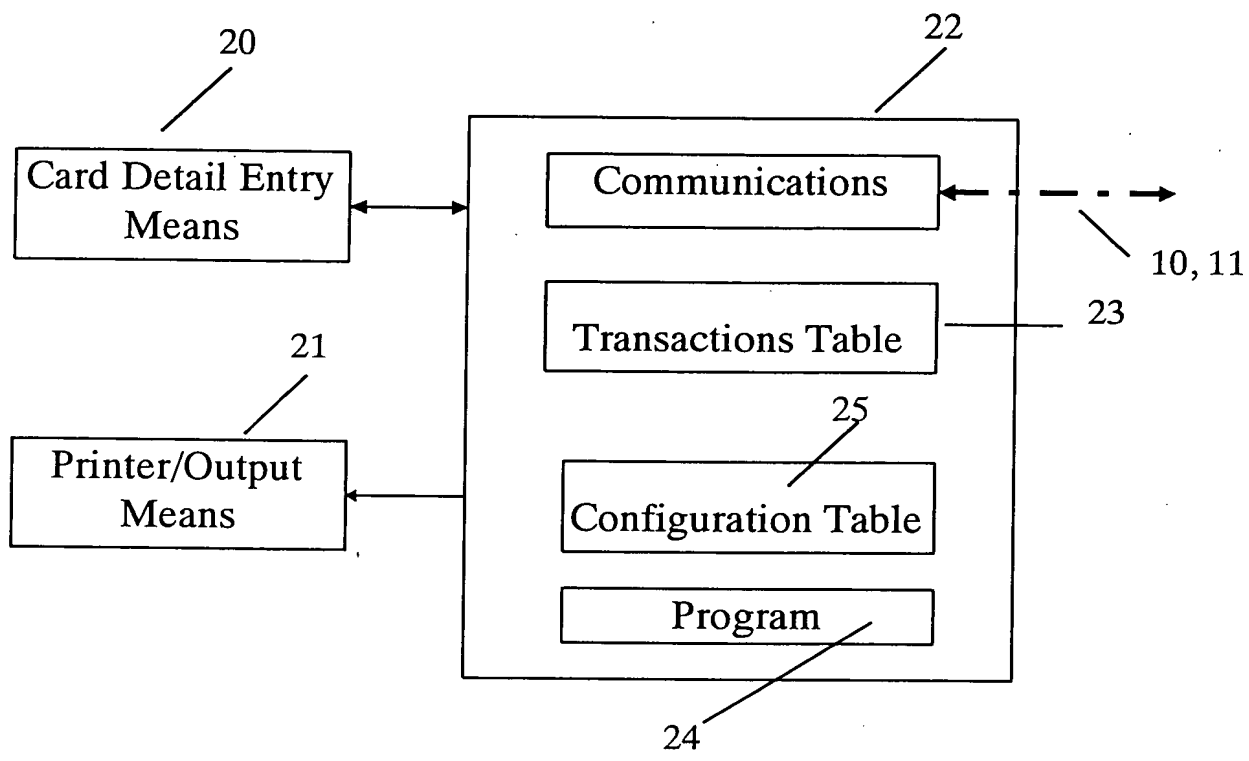 20
22
Card Detail Entry
Means
Communications
10, 11
Transactions Table
23
21
25
Printer/Output
Means
Configuration Table
Program
24